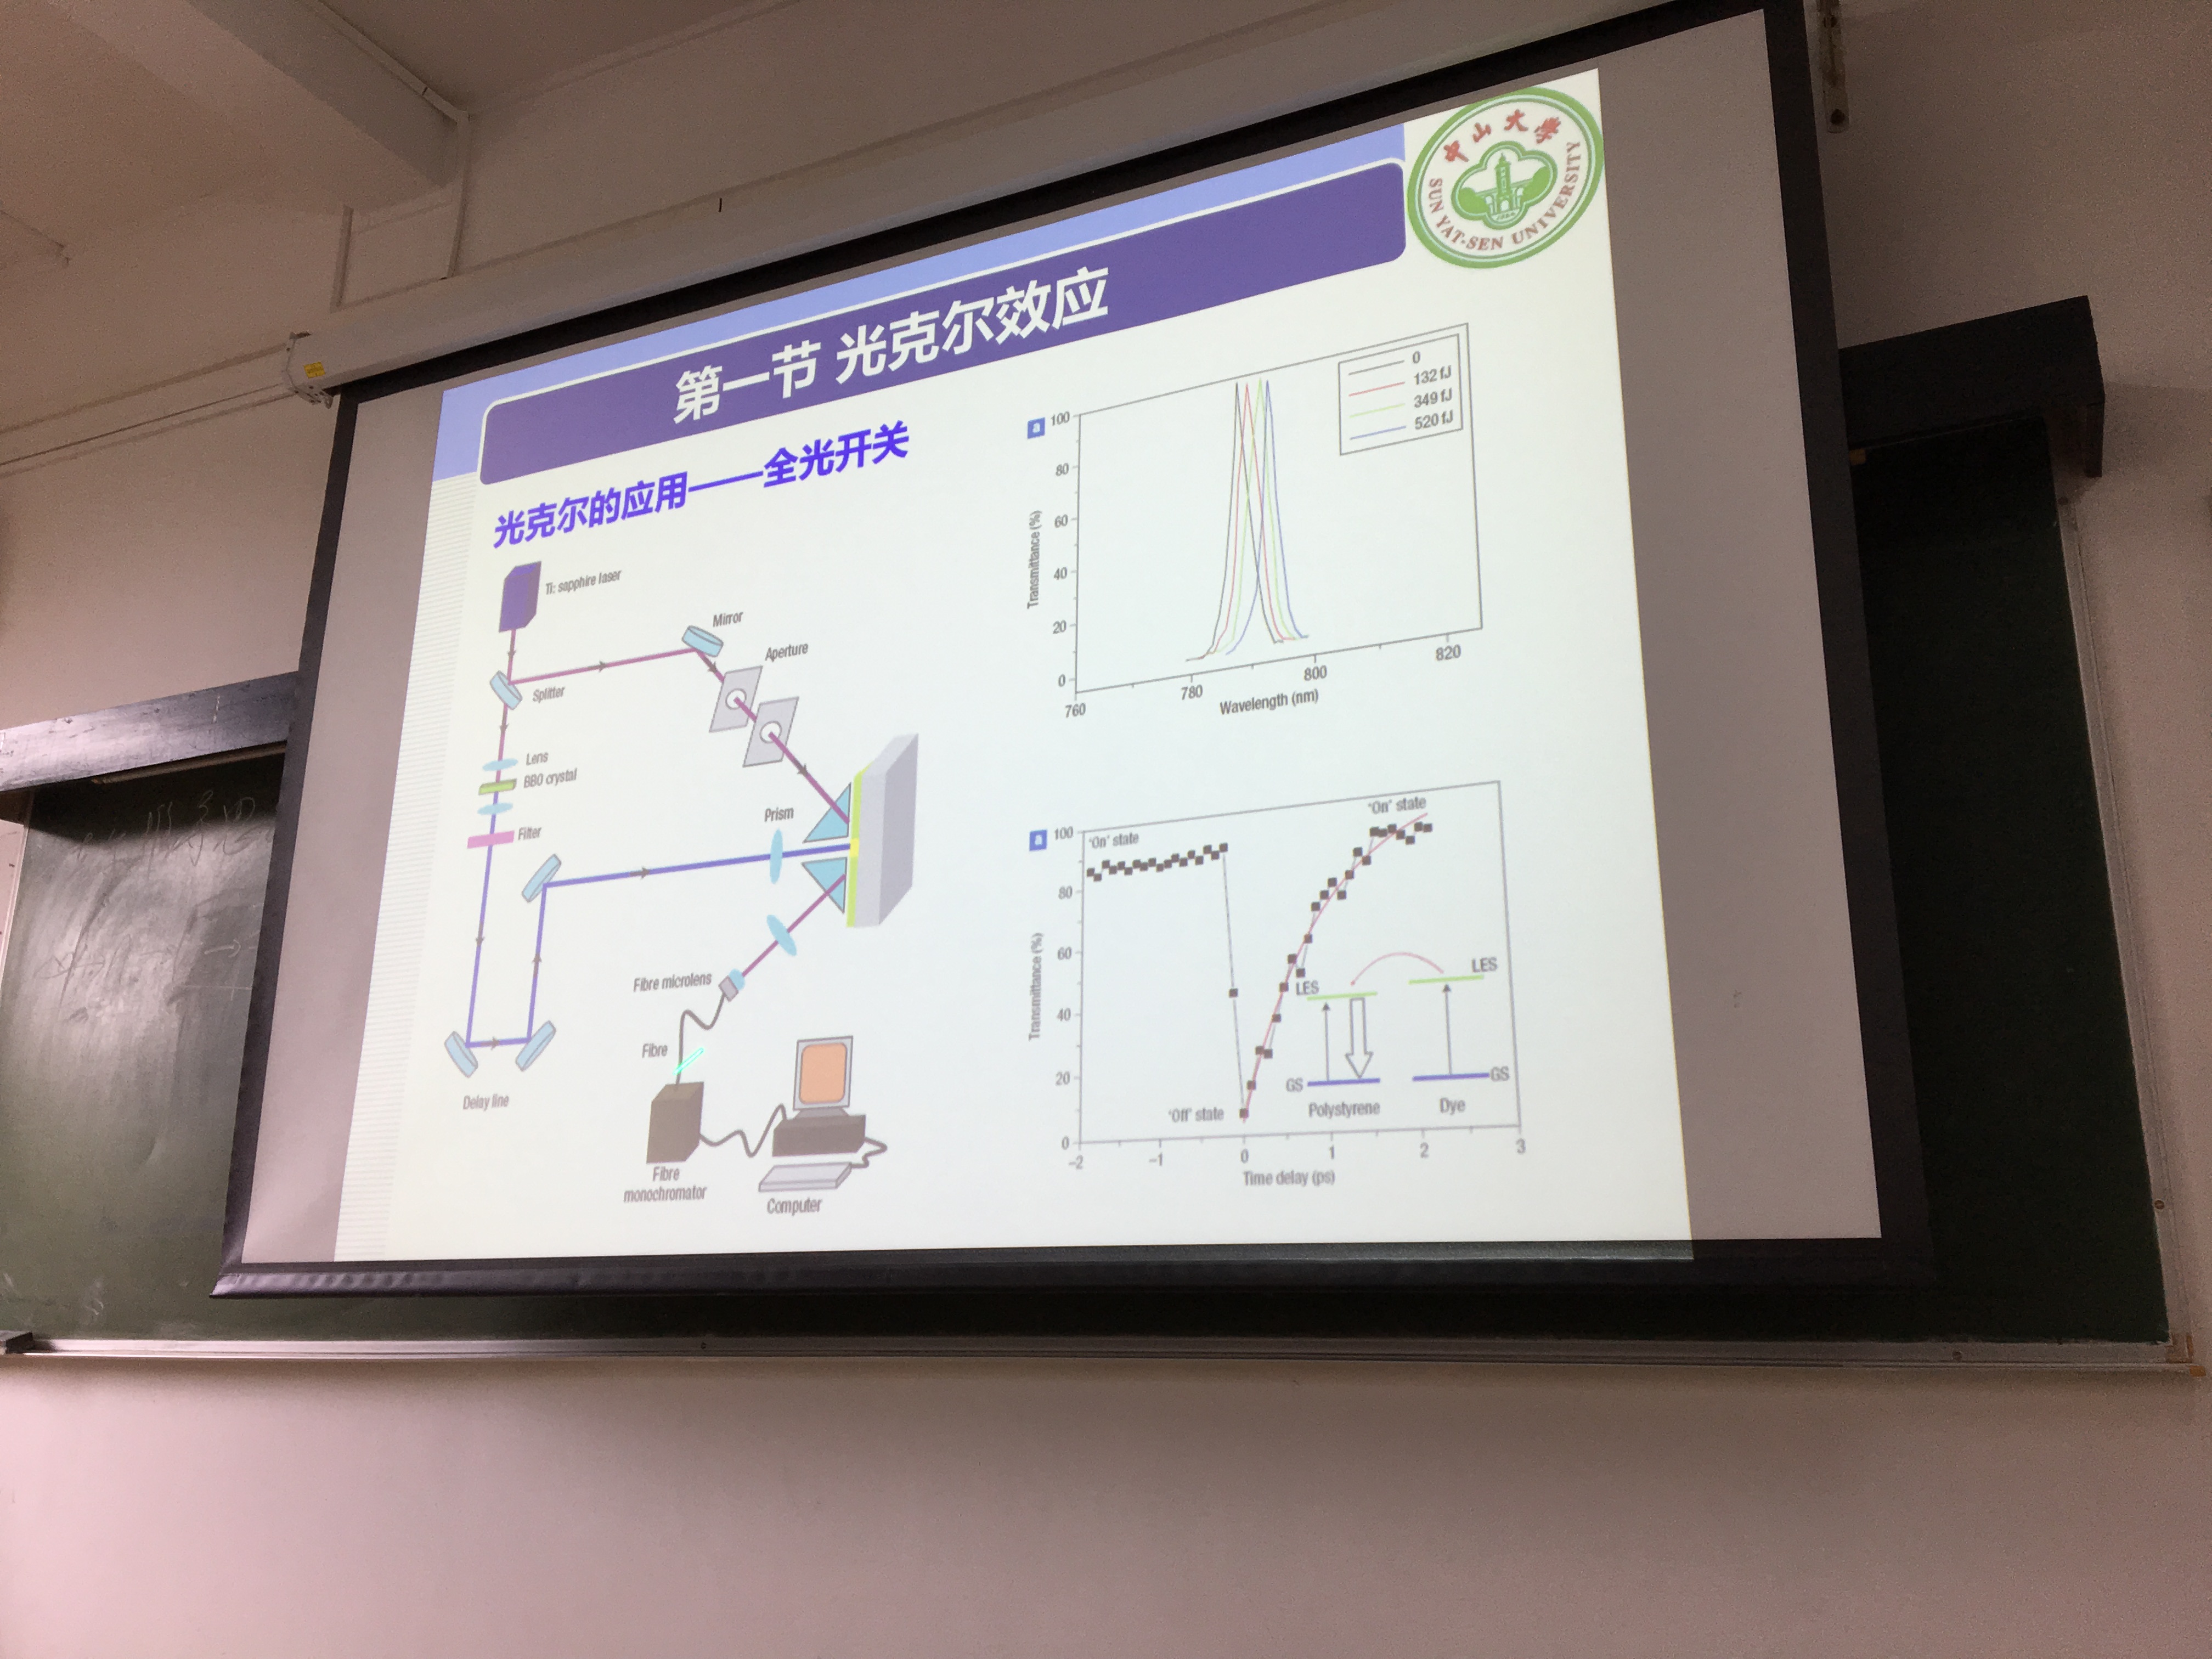 中山大学
SUN YAT-SEN UNIVERSITY
第一节 光克尔效应
光克尔的应用——全光开关
Ti: sapphire laser
Mirror
Aperture
Splitter
Lens
BBO crystal
Filter
Prism
Fibre microlens
Fibre
Delay line
Fibre
monochromator
Computer
a
0
132 fJ
349 fJ
520 fJ
100
80
60
40
20
0
Transmittance (%)
760
780
800
820
Wavelength (nm)
a
100
80
60
40
20
0
Transmittance (%)
'On' state
'On' state
'Off' state
LES
LES
GS
GS
Polystyrene
Dye
-2
-1
0
1
2
3
Time delay (ps)